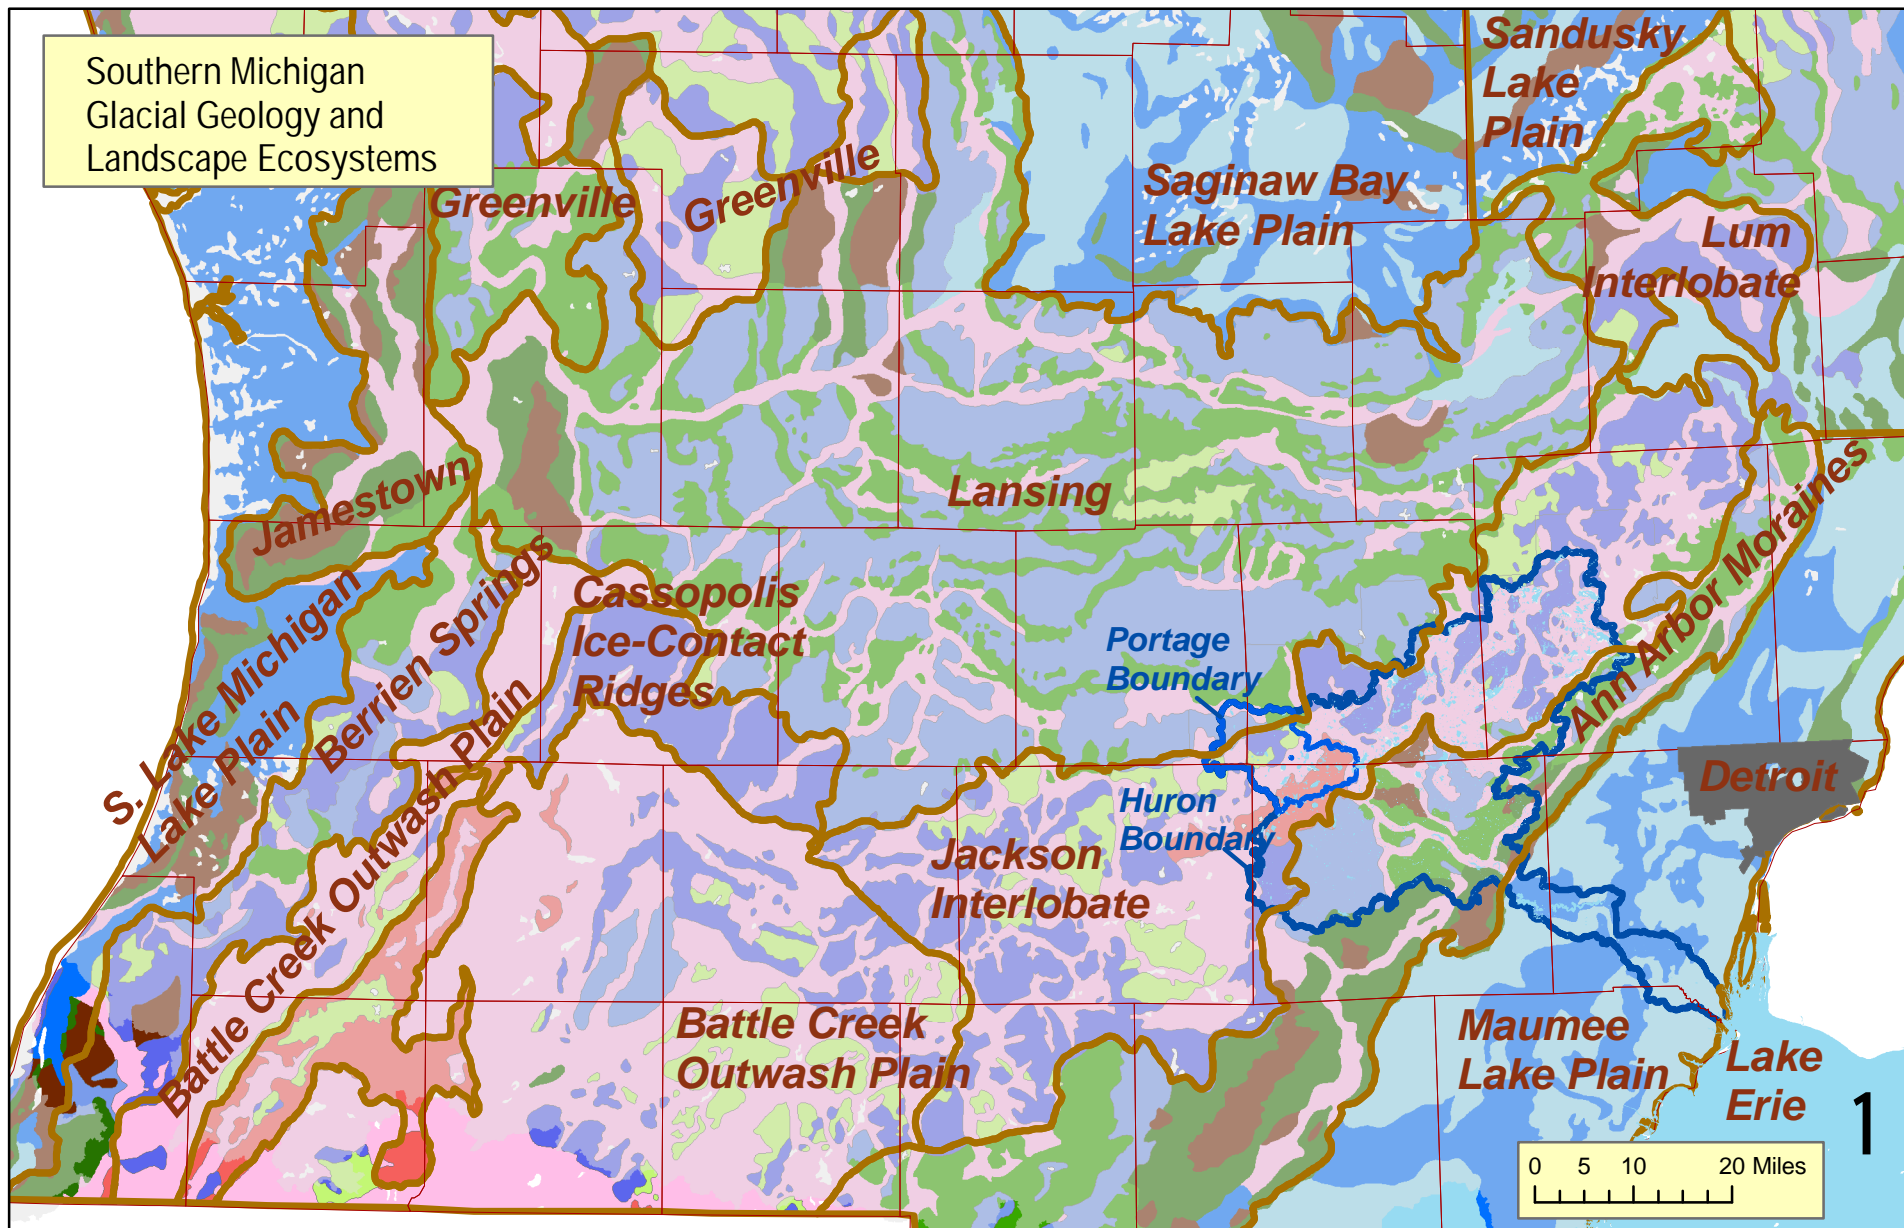 Southern Michigan
Glacial Geology and
Landscape Ecosystems
Sandusky
Lake
Plain
Greenville
Greenville
Saginaw Bay
Lake Plain
Lum
Interlobate
Jamestown
Lansing
Ann Arbor Moraines
S. Lake Michigan
Lake Plain
Berrien Springs
Cassopolis
Ice-Contact
Ridges
Portage
Boundary
Battle Creek Outwash Plain
Huron
Boundary
Detroit
Jackson
Interlobate
Battle Creek
Outwash Plain
Maumee
Lake Plain
Lake
Erie
1
0 5 10 20 Miles